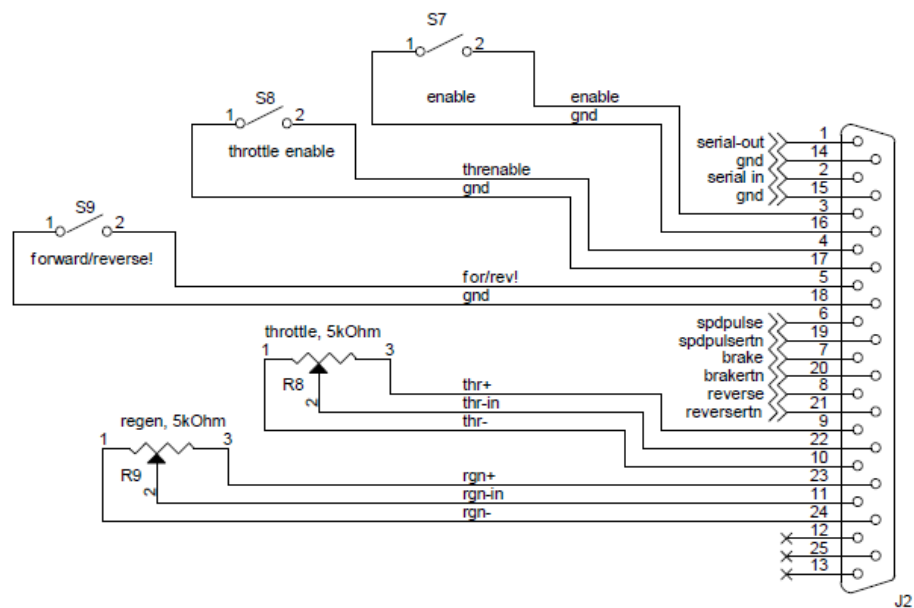 S7
1 2
enable
enable
gnd
S8
1 2
throttle enable
threnable
gnd
S9
1 2
forward/reverse!
for/rev!
gnd
throttle, 5kOhm
1 3
R8
2
thr+
thr-in
thr-
regen, 5kOhm
1 3
R9
2
rgn+
rgn-in
rgn-
serial-out 1
gnd 14
serial in 2
gnd 15
3
16
4
17
5
18
spdpulse 6
spdpulsertn 19
brake 7
brakertn 20
reverse 8
reversertn 21
9
22
10
23
11
24
12
25
13
J2